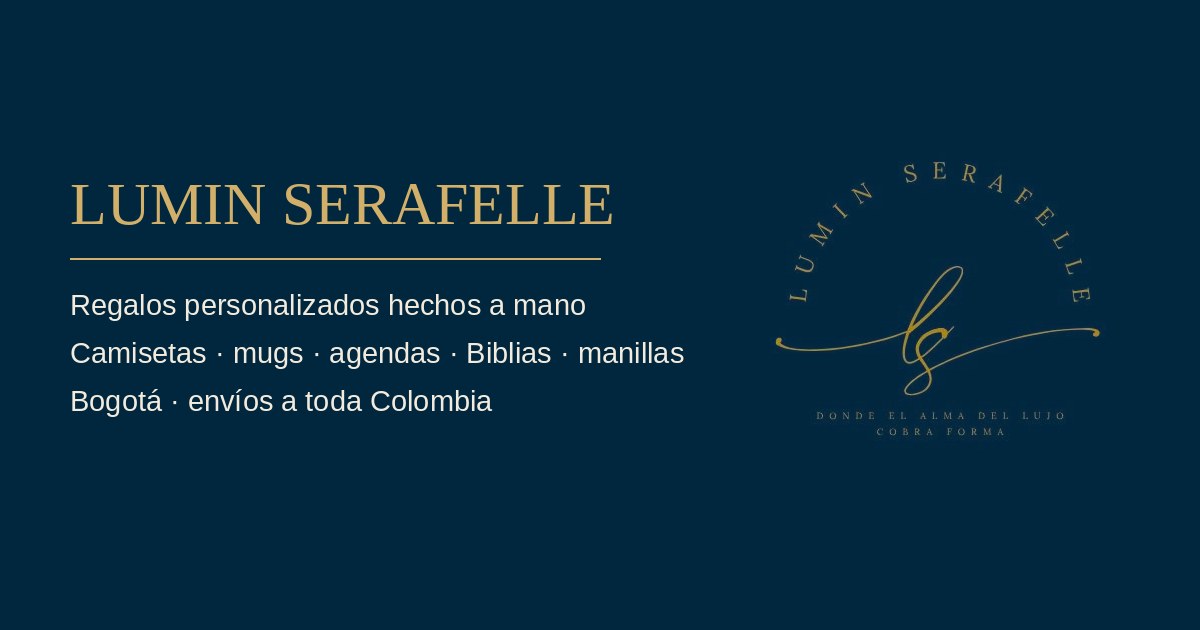 LUMIN SERAFELLE
Regalos personalizados hechos a mano
Camisetas · mugs · agendas · Biblias · manillas
Bogotá · envíos a toda Colombia
LUMIN SERAFELLE
ls
DONDE EL ALMA DEL LUJO
COBRA FORMA